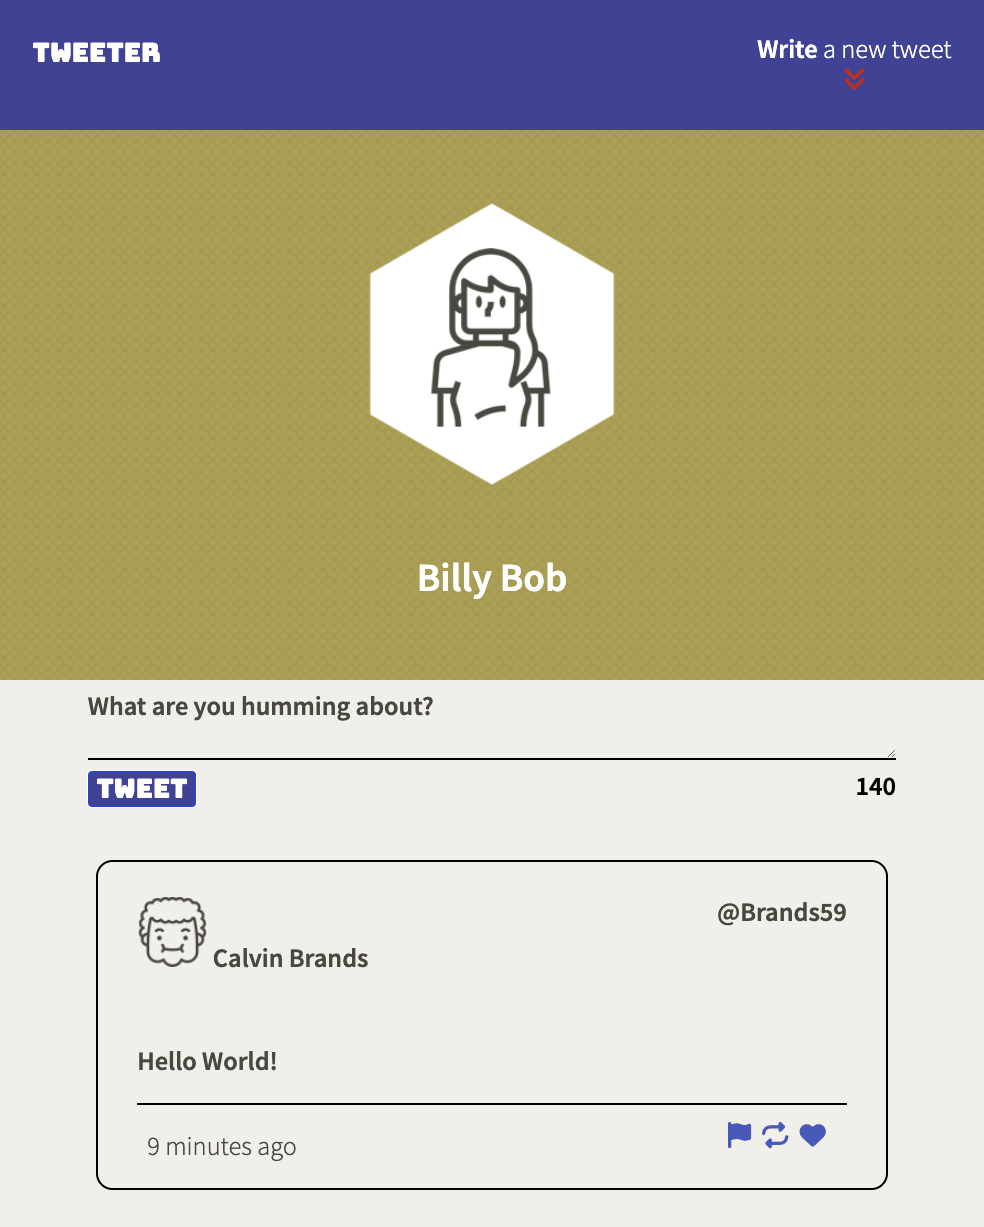 TWEETER
Write a new tweet
Billy Bob
What are you humming about?
TWEET
140
@Brands59
Calvin Brands
Hello World!
9 minutes ago